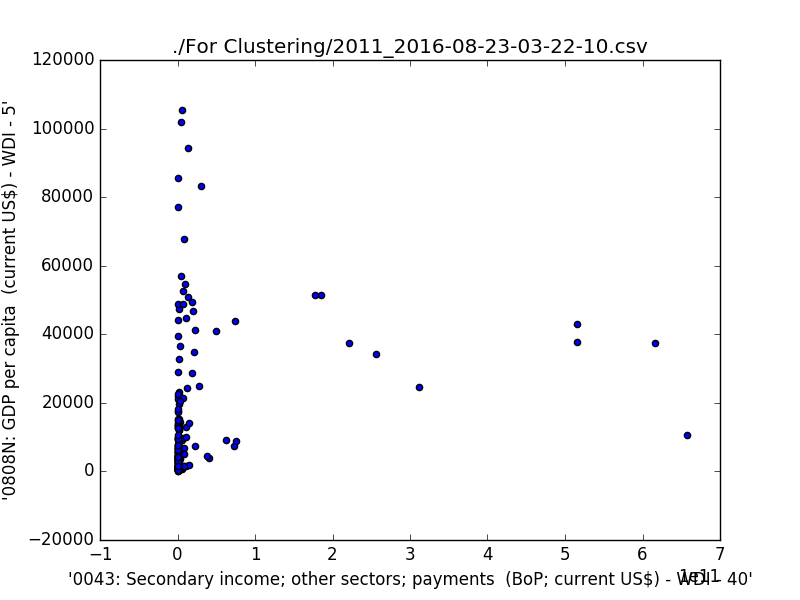 ./For Clustering/2011_2016-08-23-03-22-10.csv
120000
100000
80000
60000
40000
20000
0
−20000
'0808N: GDP per capita  (current US$) - WDI - 5'
−1 0 1 2 3 4 5 6 7
1e11
'0043: Secondary income; other sectors; payments  (BoP; current US$) - WDI - 40'